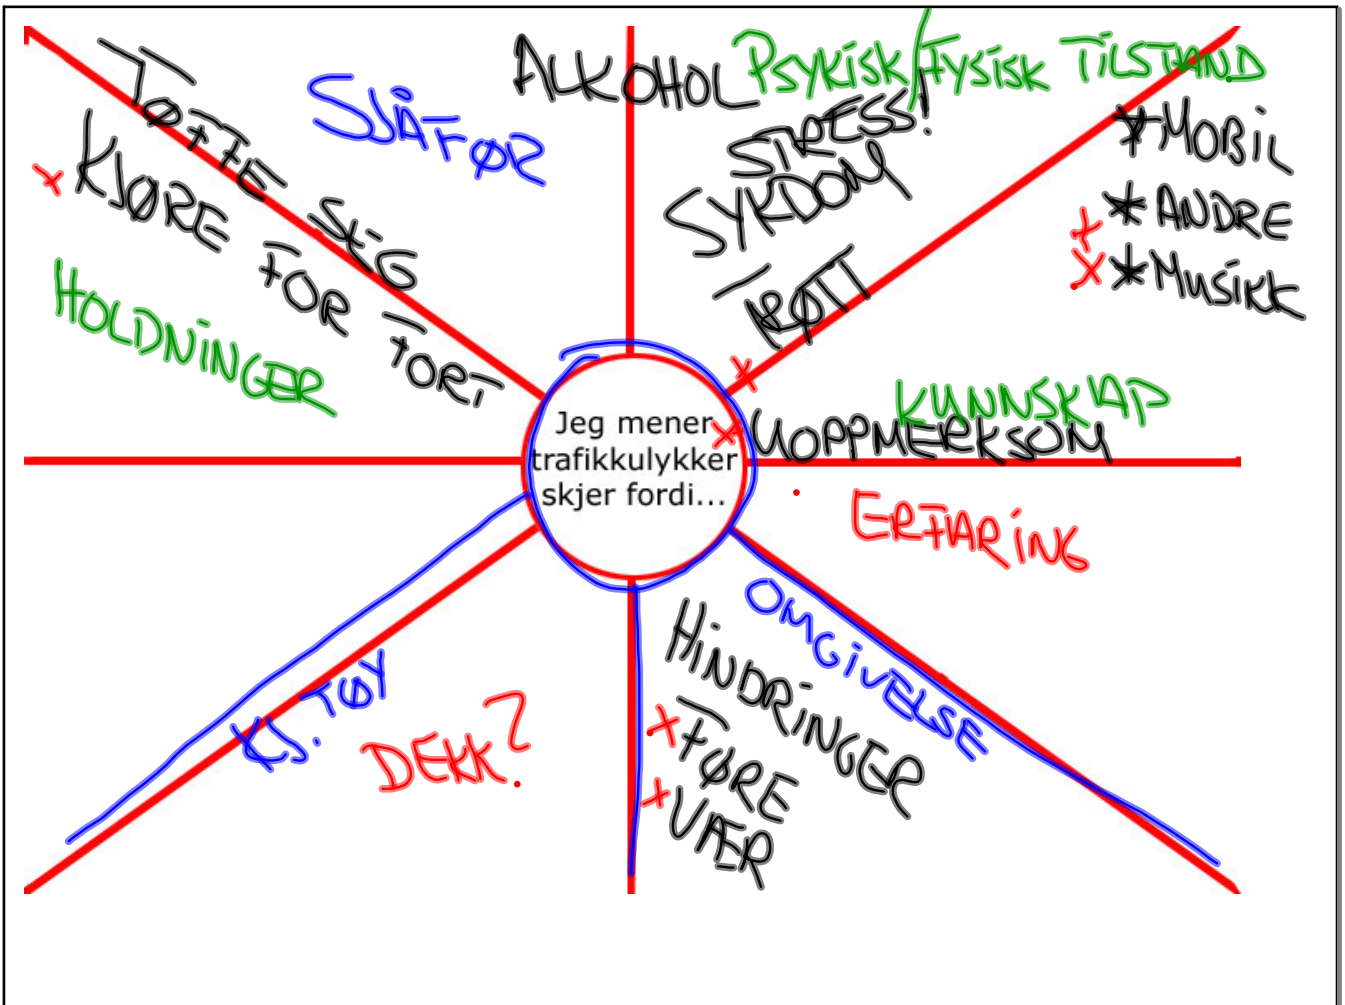 TØFFE SEG
SJÅFØR
ALKOHOL
PSYKISK/FYSISK TILSTAND
STRESS!
SYKDOM
TRØTT
x KJØRE FOR FORT
HOLDNINGER
*MOBIL
x *ANDRE
x *MUSIKK
x
KUNNSKAP
x UOPPMERKSOM
Jeg mener
trafikkulykker
skjer fordi...
ERFARING
OMGIVELSE
HINDRINGER
x FØRE
x VÆR
KJ.TØY
DEKK?